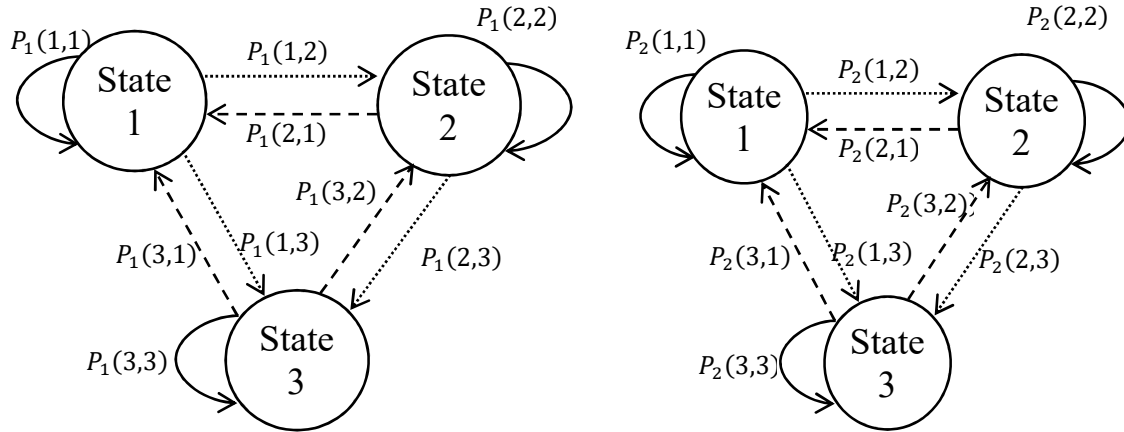 P₁(1,1)
State
1
P₁(1,2)
P₁(2,1)
P₁(2,2)
State
2
P₁(3,2)
P₁(1,3)
P₁(3,1)
P₁(2,3)
State
3
P₁(3,3)
P₂(1,1)
State
1
P₂(1,2)
P₂(2,1)
P₂(2,2)
State
2
P₂(3,2)
P₂(3,1)
P₂(1,3)
P₂(2,3)
State
3
P₂(3,3)